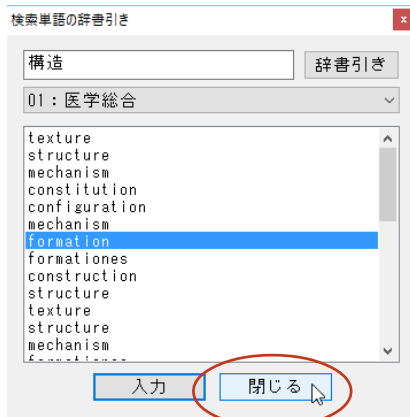 検索単語の辞書引き
構造
辞書引き
01：医学総合
texture
structure
mechanism
constitution
configuration
mechanism
formation
formationes
construction
structure
texture
structure
mechanism
入力
閉じる